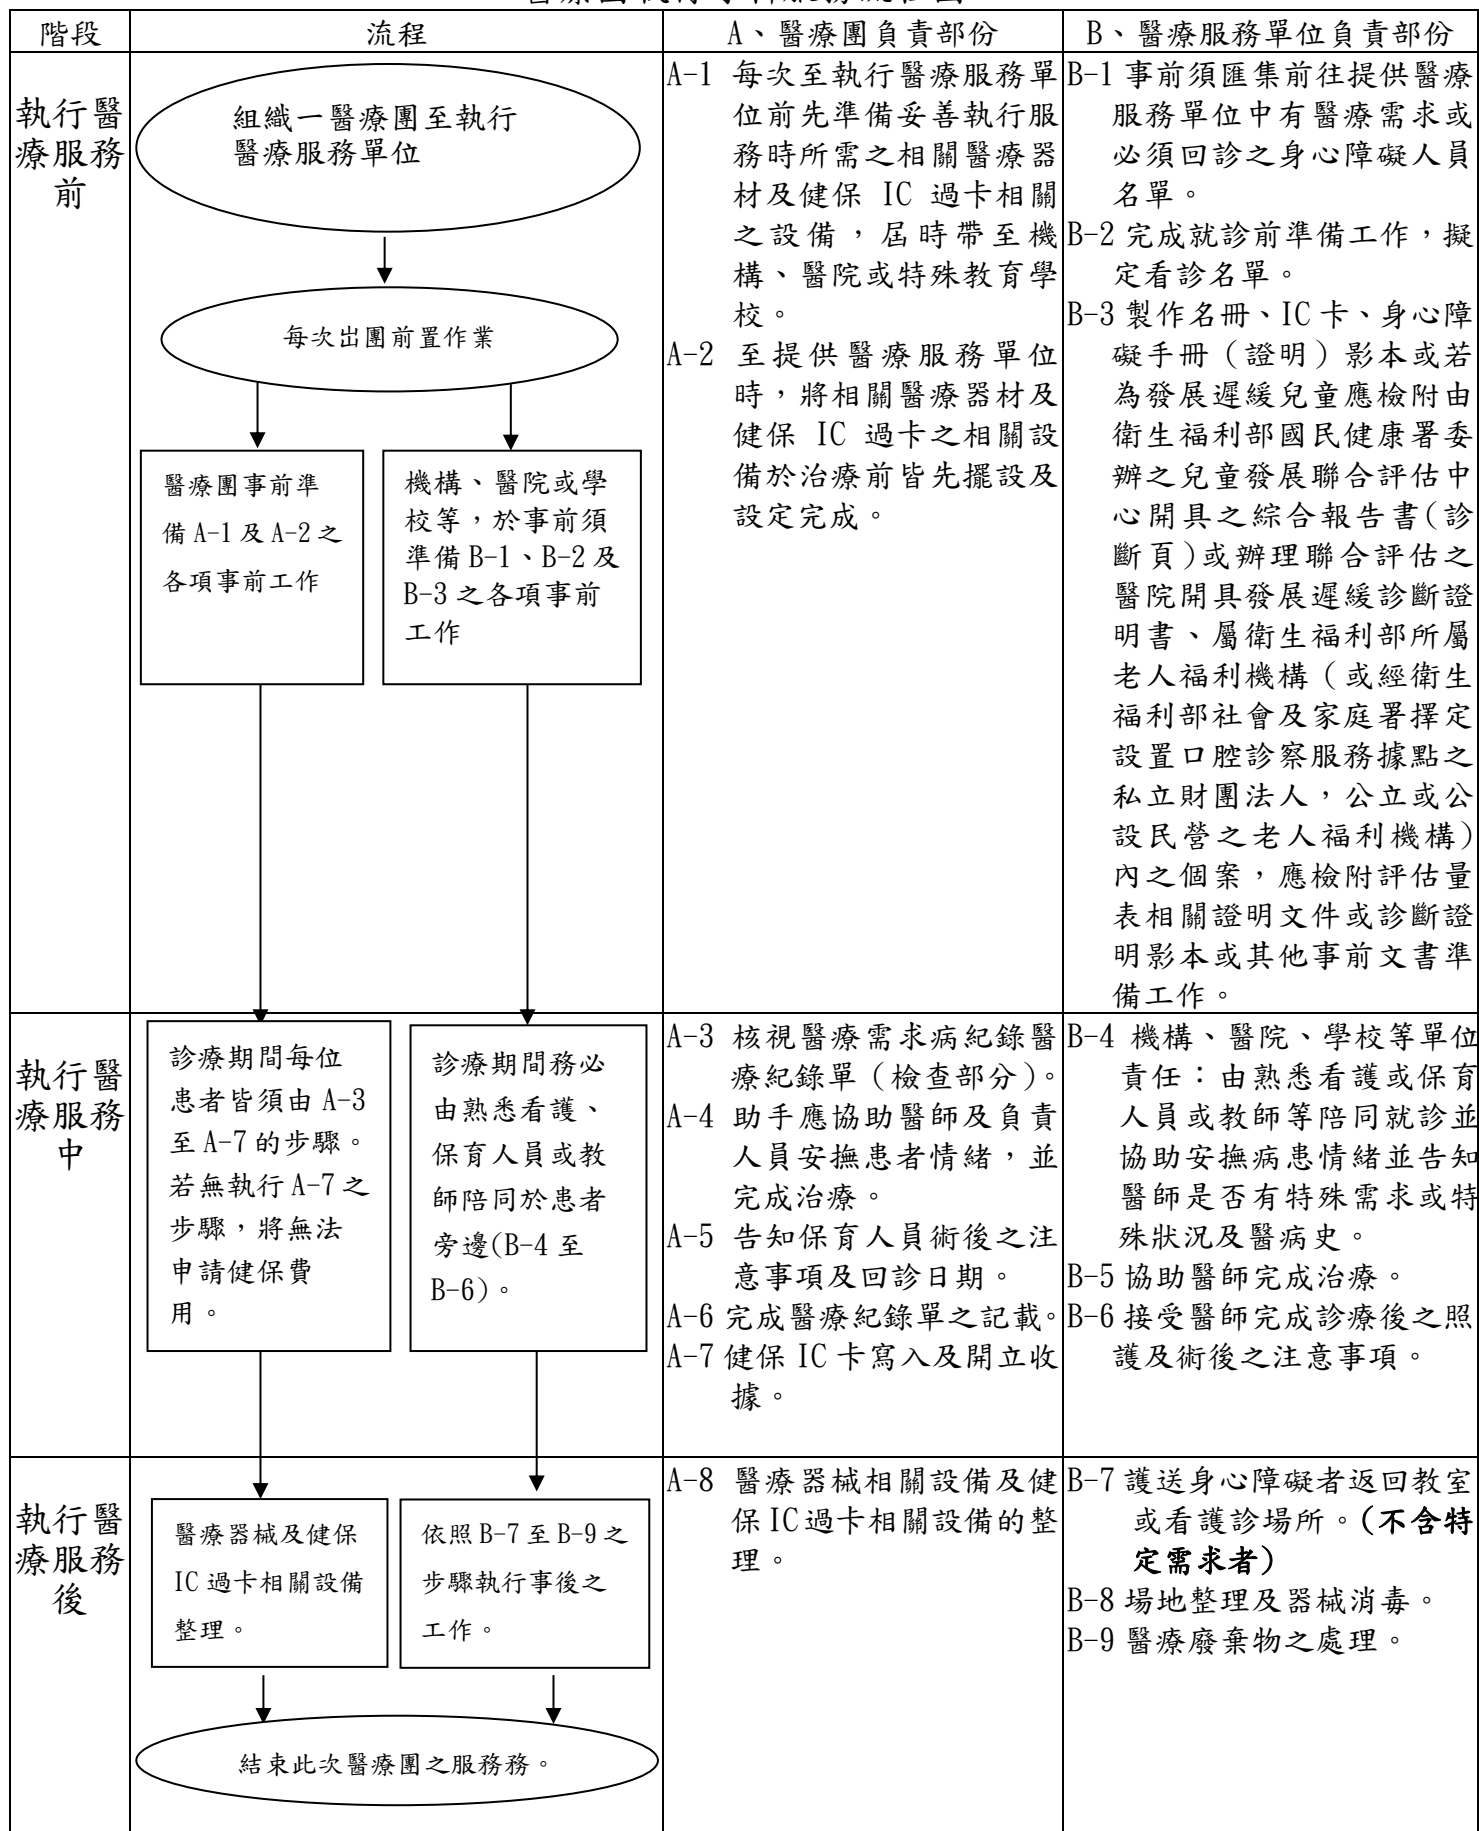 階段
流程
A、醫療團負責部份
B、醫療服務單位負責部份
執行醫
療服務
前
組織一醫療團至執行
醫療服務單位
每次出團前置作業
醫療團事前準
備 A-1 及 A-2 之
各項事前工作
機構、醫院或學
校等，於事前須
準備 B-1、B-2 及
B-3 之各項事前
工作
A-1 每次至執行醫療服務單
位前先準備妥善執行服
務時所需之相關醫療器
材及健保 IC 過卡相關
之設備，屆時帶至機
構、醫院或特殊教育學
校。
A-2 至提供醫療服務單位
時，將相關醫療器材及
健保 IC 過卡之相關設
備於治療前皆先擺設及
設定完成。
B-1 事前須匯集前往提供醫療
服務單位中有醫療需求或
必須回診之身心障礙人員
名單。
B-2 完成就診前準備工作，擬
定看診名單。
B-3 製作名冊、IC 卡、身心障
礙手冊（證明）影本或若
為發展遲緩兒童應檢附由
衛生福利部國民健康署委
辦之兒童發展聯合評估中
心開具之綜合報告書(診
斷頁)或辦理聯合評估之
醫院開具發展遲緩診斷證
明書、屬衛生福利部所屬
老人福利機構（或經衛生
福利部社會及家庭署擇定
設置口腔診察服務據點之
私立財團法人，公立或公
設民營之老人福利機構）
內之個案，應檢附評估量
表相關證明文件或診斷證
明影本或其他事前文書準
備工作。
執行醫
療服務
中
診療期間每位
患者皆須由 A-3
至 A-7 的步驟。
若無執行 A-7 之
步驟，將無法
申請健保費
用。
診療期間務必
由熟悉看護、
保育人員或教
師陪同於患者
旁邊(B-4 至
B-6)。
A-3 核視醫療需求病紀錄醫
療紀錄單（檢查部分）。
A-4 助手應協助醫師及負責
人員安撫患者情緒，並
完成治療。
A-5 告知保育人員術後之注
意事項及回診日期。
A-6 完成醫療紀錄單之記載。
A-7 健保 IC 卡寫入及開立收
據。
B-4 機構、醫院、學校等單位
責任：由熟悉看護或保育
人員或教師等陪同就診並
協助安撫病患情緒並告知
醫師是否有特殊需求或特
殊狀況及醫病史。
B-5 協助醫師完成治療。
B-6 接受醫師完成診療後之照
護及術後之注意事項。
執行醫
療服務
後
醫療器械及健保
IC 過卡相關設備
整理。
依照 B-7 至 B-9 之
步驟執行事後之
工作。
結束此次醫療團之服務務。
A-8 醫療器械相關設備及健
保 IC 過卡相關設備的整
理。
B-7 護送身心障礙者返回教室
或看護診場所。(不含特
定需求者)
B-8 場地整理及器械消毒。
B-9 醫療廢棄物之處理。